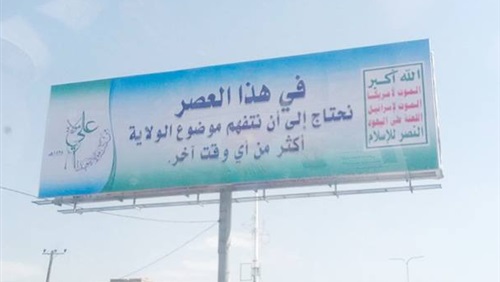 في هذا العصر
نحتاج إلى أن نتفهم موضوع الولاية
أكثر من أي وقت آخر.
الله أكبر
الموت لأمريكا
الموت لإسرائيل
اللعنة على اليهود
النصر للإسلام
علي